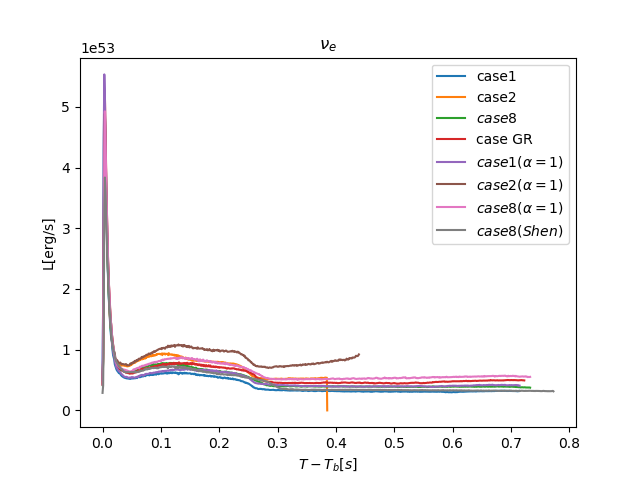 ν_e
1e53
L[erg/s]
5
4
3
2
1
0
case1
case2
case8
case GR
case1(α = 1)
case2(α = 1)
case8(α = 1)
case8(Shen)
0.0 0.1 0.2 0.3 0.4 0.5 0.6 0.7 0.8
T − T_b[s]